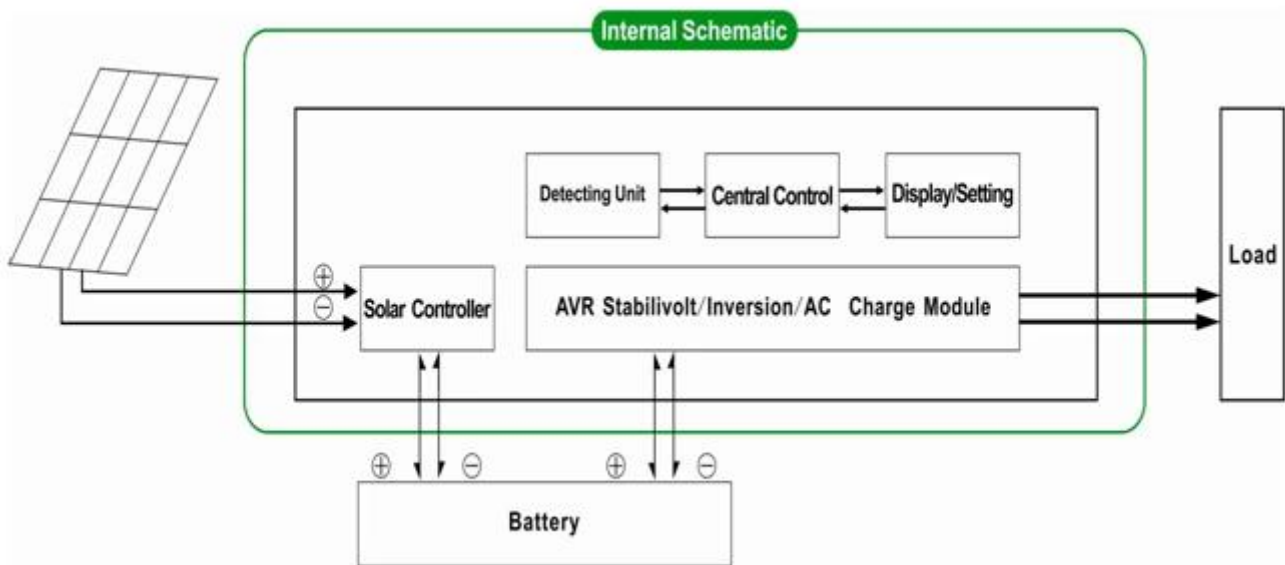 Internal Schematic
Detecting Unit
Central Control
Display/Setting
Load
⊕
⊖
Solar Controller
AVR Stabilivolt/Inversion/AC Charge Module
⊕
⊖
⊕
⊖
Battery